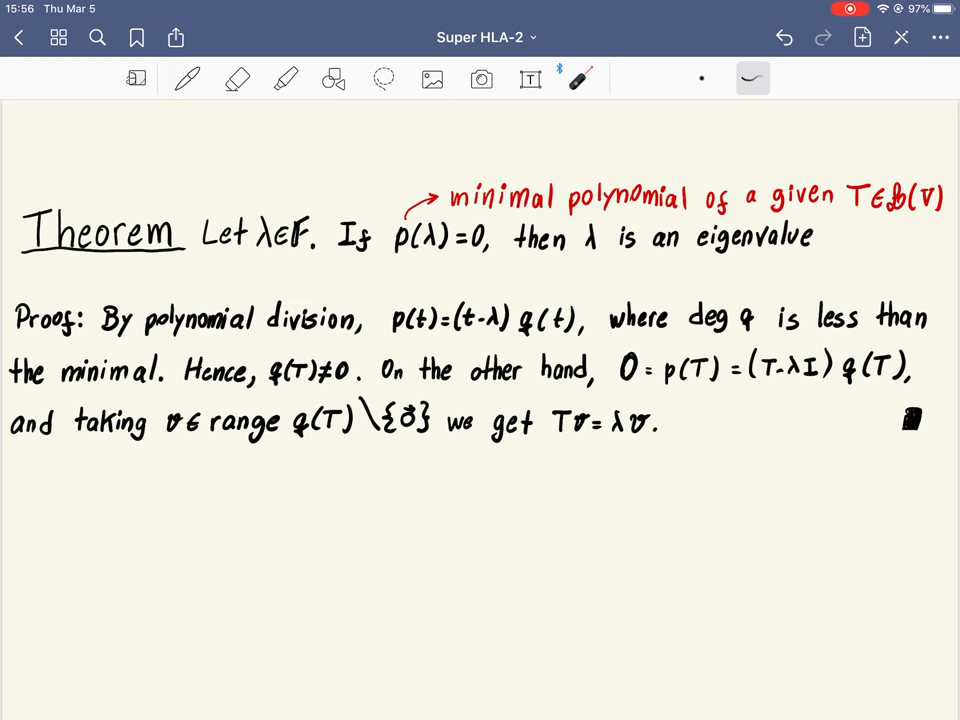 15:56 Thu Mar 5 97%
Super HLA-2
T
→ minimal polynomial of a given T∈𝓛(V)
Theorem Let λ∈𝔽. If p(λ)=0, then λ is an eigenvalue
Proof: By polynomial division, p(t)=(t-λ) q(t), where deg q is less than
the minimal. Hence, q(T)≠0. On the other hand, 0 = p(T) = (T-λI) q(T),
and taking v∈ range q(T)\{0⃗} we get Tv=λv. ∎